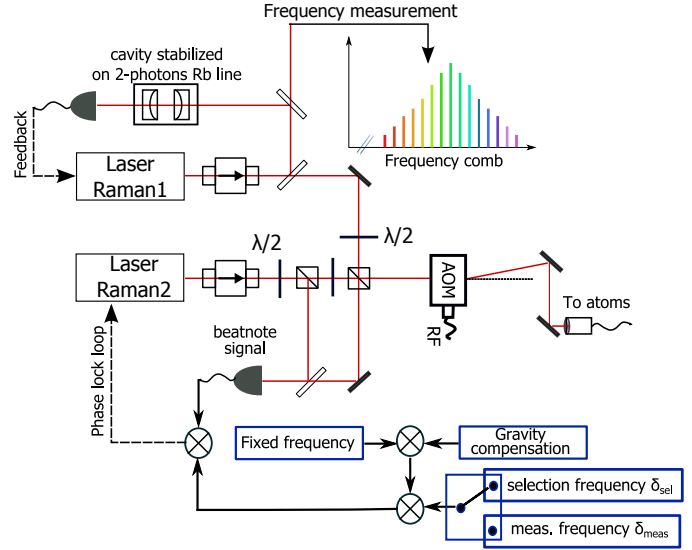 Frequency measurement
cavity stabilized
on 2-photons Rb line
Feedback
Frequency comb
Laser
Raman1
λ/2
λ/2
Laser
Raman2
AOM
RF
To atoms
beatnote
signal
Phase lock loop
Fixed frequency
Gravity
compensation
selection frequency δsel
meas. frequency δmeas